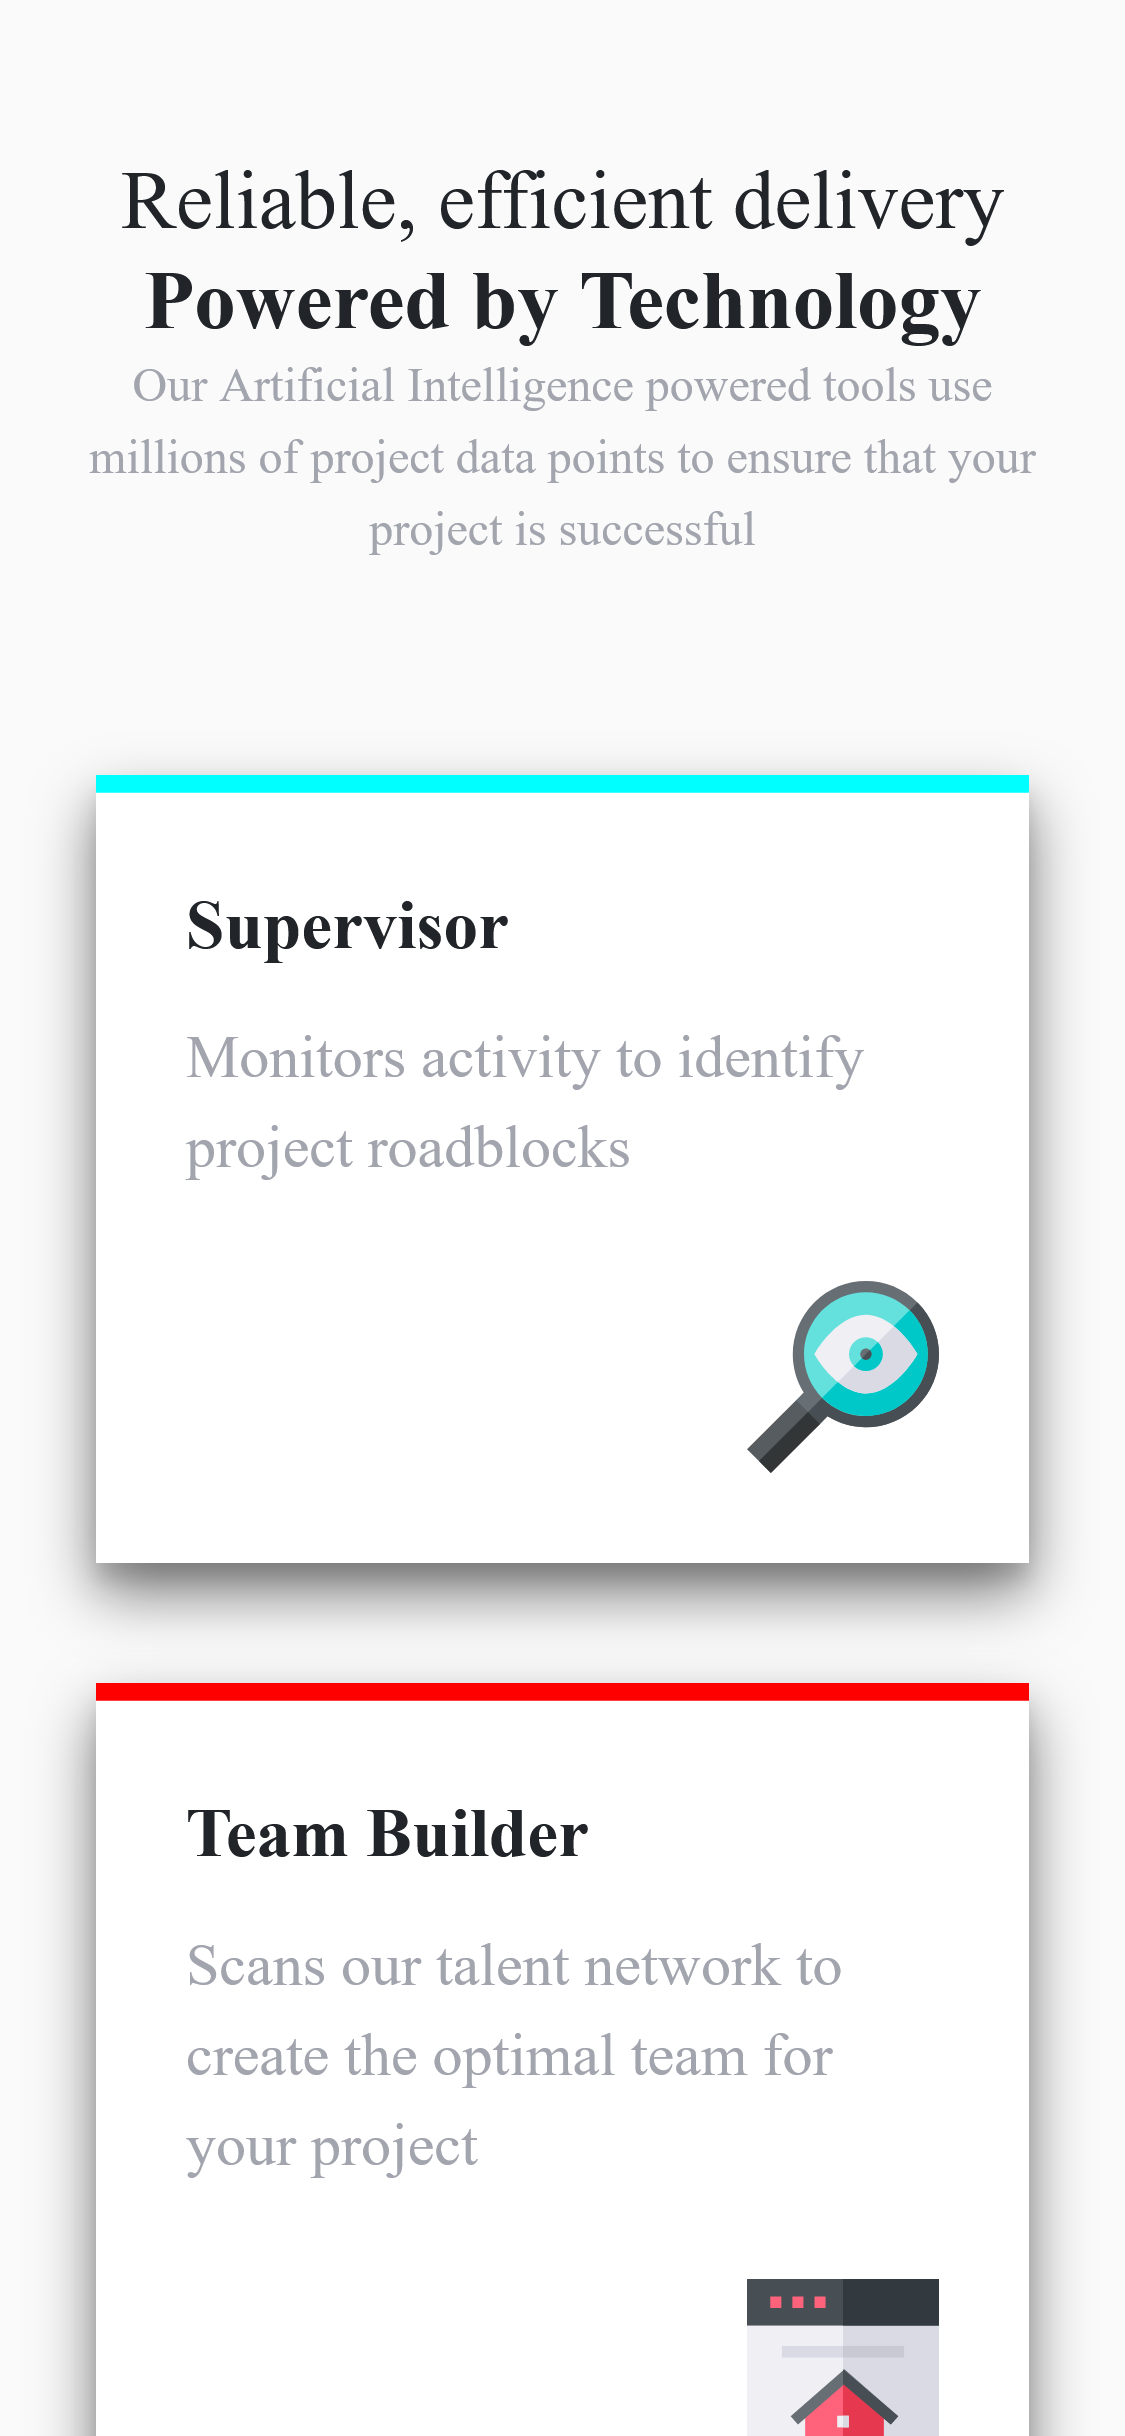 Reliable, efficient delivery
Powered by Technology
Our Artificial Intelligence powered tools use
millions of project data points to ensure that your
project is successful
Supervisor
Monitors activity to identify
project roadblocks
Team Builder
Scans our talent network to
create the optimal team for
your project